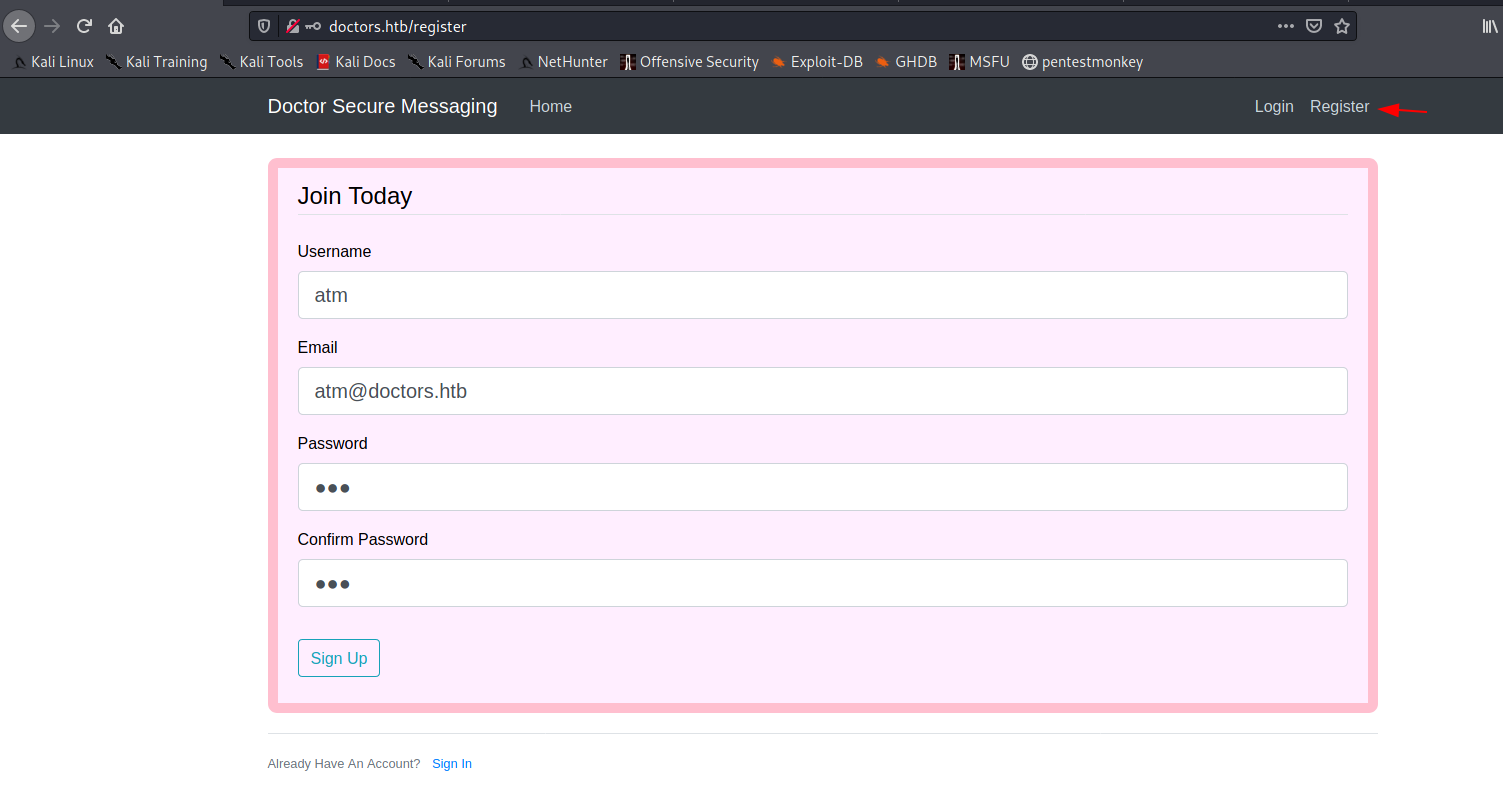 doctors.htb/register
Kali Linux Kali Training Kali Tools Kali Docs Kali Forums NetHunter Offensive Security Exploit-DB GHDB MSFU pentestmonkey
Doctor Secure Messaging Home Login Register
Join Today
Username
atm
Email
atm@doctors.htb
Password
●●●
Confirm Password
●●●
Sign Up
Already Have An Account? Sign In